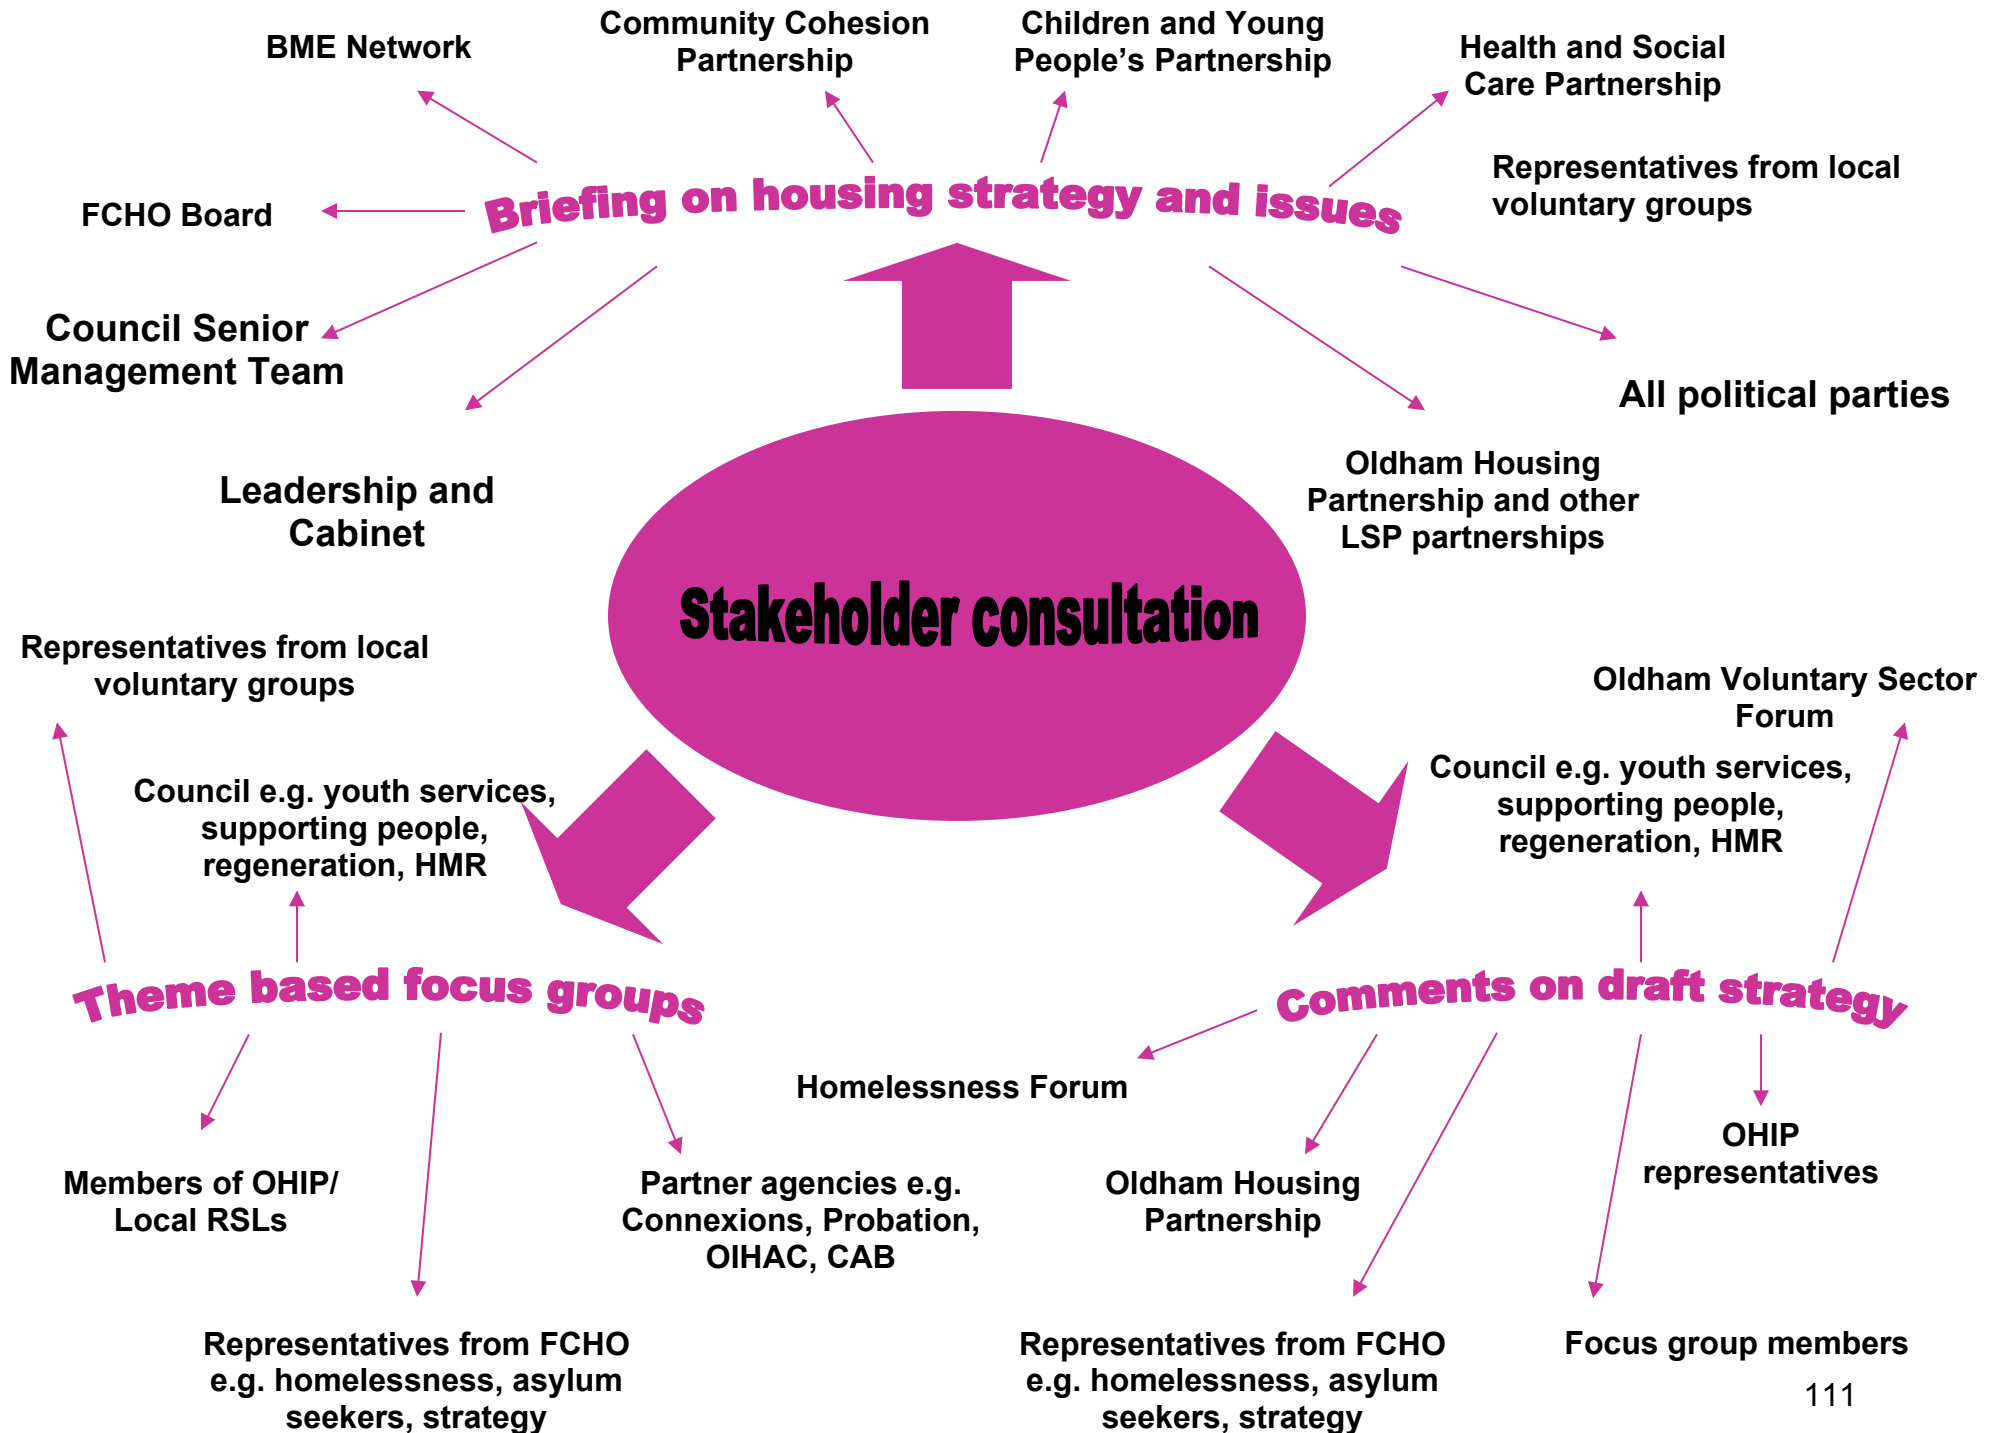 BME Network
Community Cohesion
Partnership
Children and Young
People’s Partnership
Health and Social
Care Partnership
Representatives from local
voluntary groups
FCHO Board
Briefing on housing strategy and issues
Council Senior
Management Team
Leadership and
Cabinet
All political parties
Oldham Housing
Partnership and other
LSP partnerships
Stakeholder consultation
Representatives from local
voluntary groups
Council e.g. youth services,
supporting people,
regeneration, HMR
Oldham Voluntary Sector
Forum
Council e.g. youth services,
supporting people,
regeneration, HMR
Theme based focus groups
Comments on draft strategy
Members of OHIP/
Local RSLs
Partner agencies e.g.
Connexions, Probation,
OIHAC, CAB
Representatives from FCHO
e.g. homelessness, asylum
seekers, strategy
Homelessness Forum
Oldham Housing
Partnership
OHIP
representatives
Representatives from FCHO
e.g. homelessness, asylum
seekers, strategy
Focus group members
111